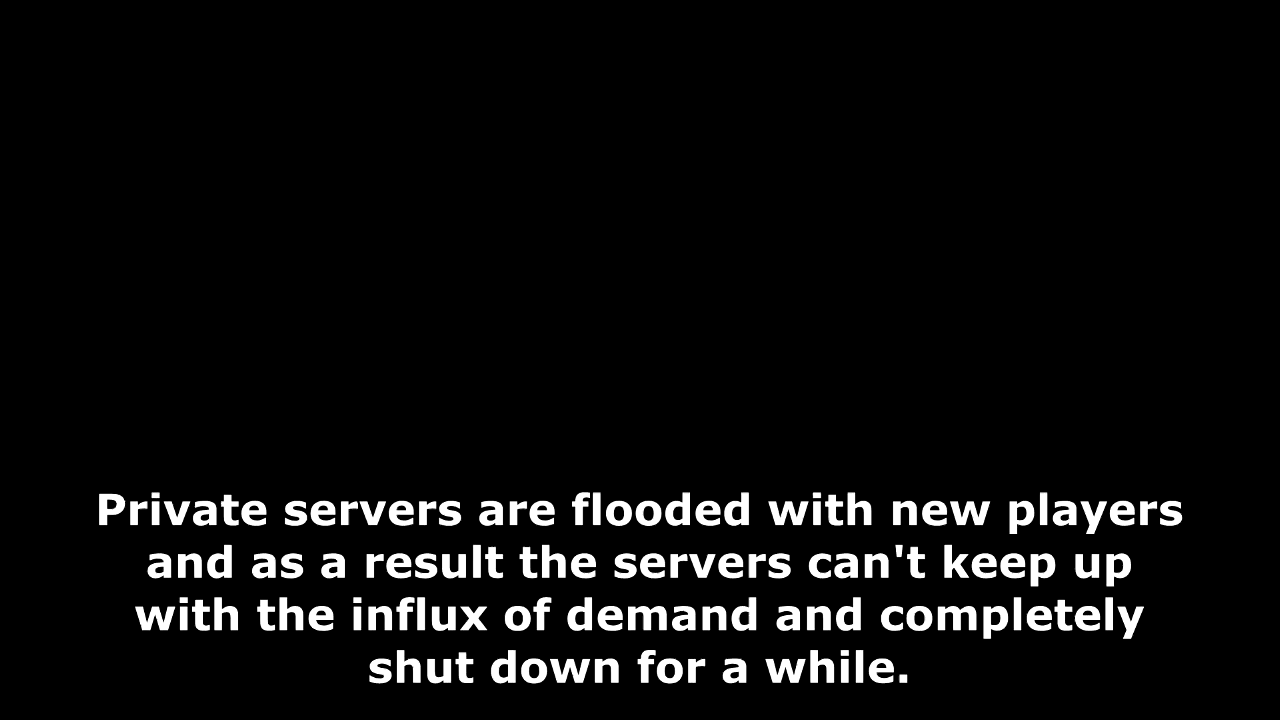 Private servers are flooded with new players
and as a result the servers can't keep up
with the influx of demand and completely
shut down for a while.